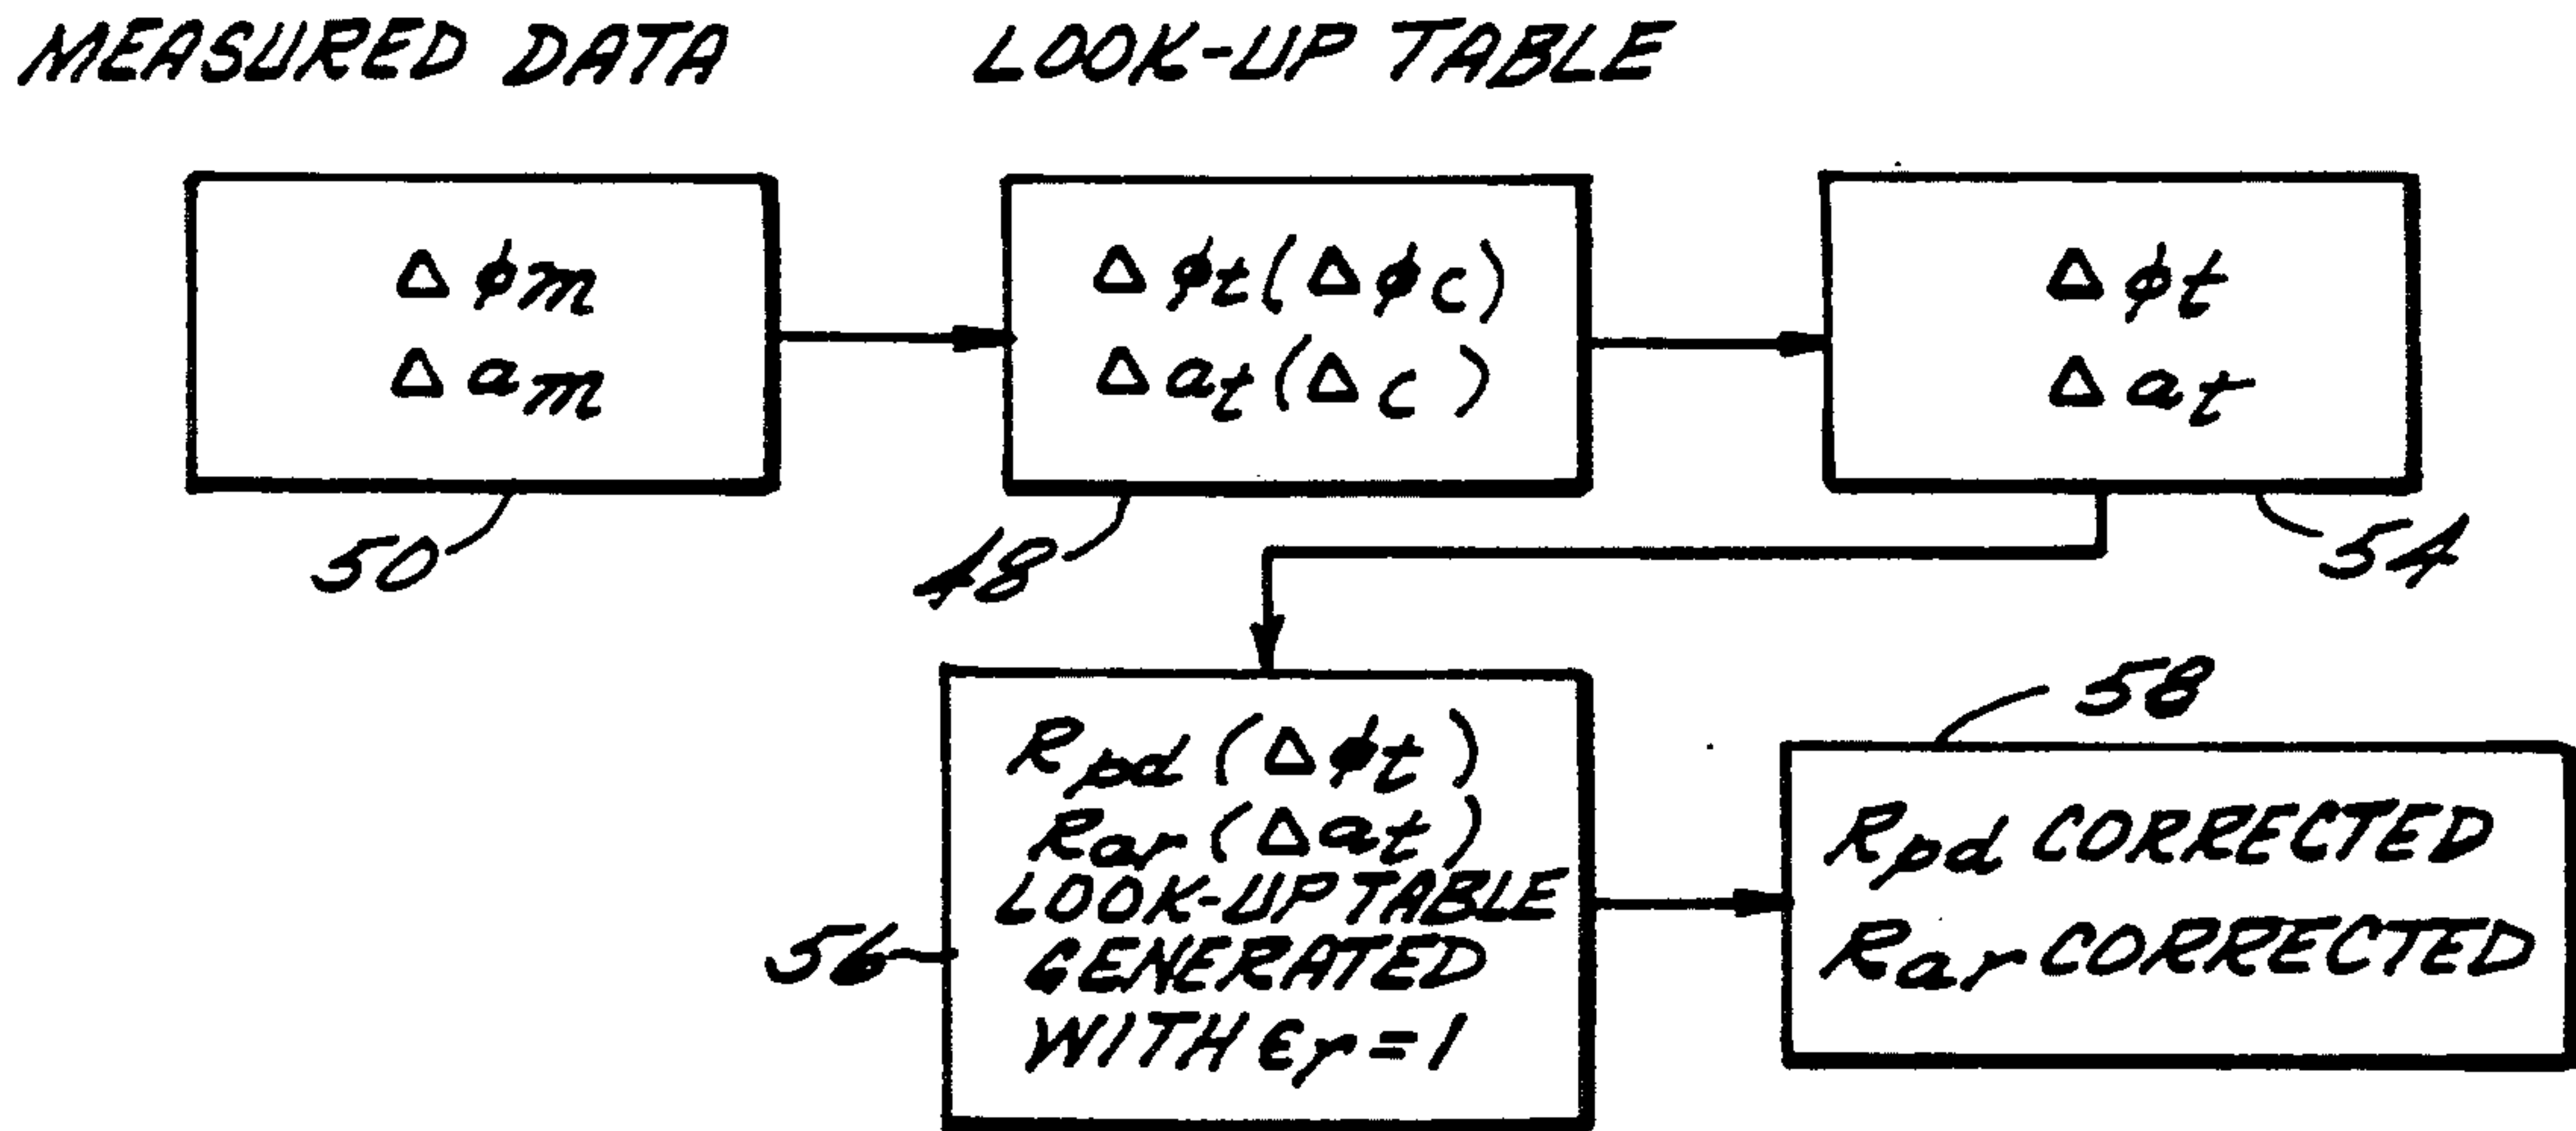 MEASURED DATA
LOOK-UP TABLE
Δϕm
Δam
Δϕt(Δϕc)
Δat(Δc)
Δϕt
Δat
50
48
54
Rpd(Δϕt)
Rar(Δat)
LOOK-UP TABLE
GENERATED
WITH ϵr=1
56
58
Rpd CORRECTED
Rar CORRECTED